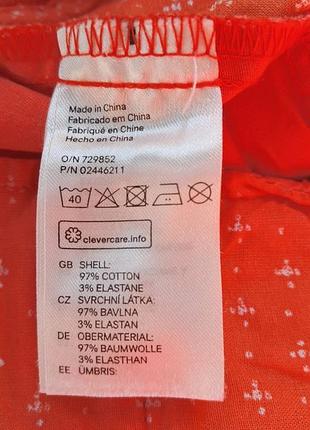 Made in China
Fabricado em China
Fabriqué en Chine
Hecho en China
O/N 729852
P/N 02446211
40
clevercare.info
GB SHELL:
97% COTTON
3% ELASTANE
CZ SVRCHNÍ LÁTKA:
97% BAVLNA
3% ELASTAN
DE OBERMATERIAL:
97% BAUMWOLLE
3% ELASTHAN
EE ÜMBRIS: